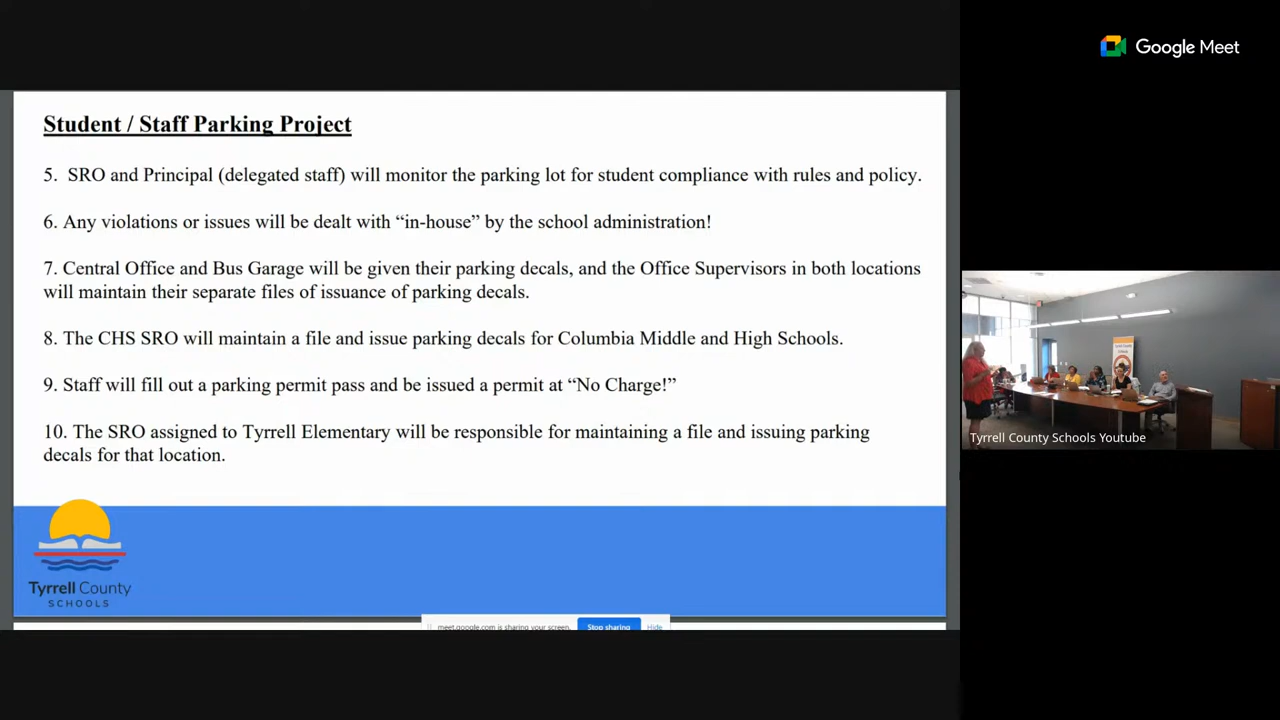 Google Meet
Student / Staff Parking Project
5. SRO and Principal (delegated staff) will monitor the parking lot for student compliance with rules and policy.
6. Any violations or issues will be dealt with “in-house” by the school administration!
7. Central Office and Bus Garage will be given their parking decals, and the Office Supervisors in both locations
will maintain their separate files of issuance of parking decals.
8. The CHS SRO will maintain a file and issue parking decals for Columbia Middle and High Schools.
9. Staff will fill out a parking permit pass and be issued a permit at “No Charge!”
10. The SRO assigned to Tyrrell Elementary will be responsible for maintaining a file and issuing parking
decals for that location.
Tyrrell County
SCHOOLS
meet.google.com is sharing your screen.
Stop sharing
Hide
Tyrrell County Schools Youtube